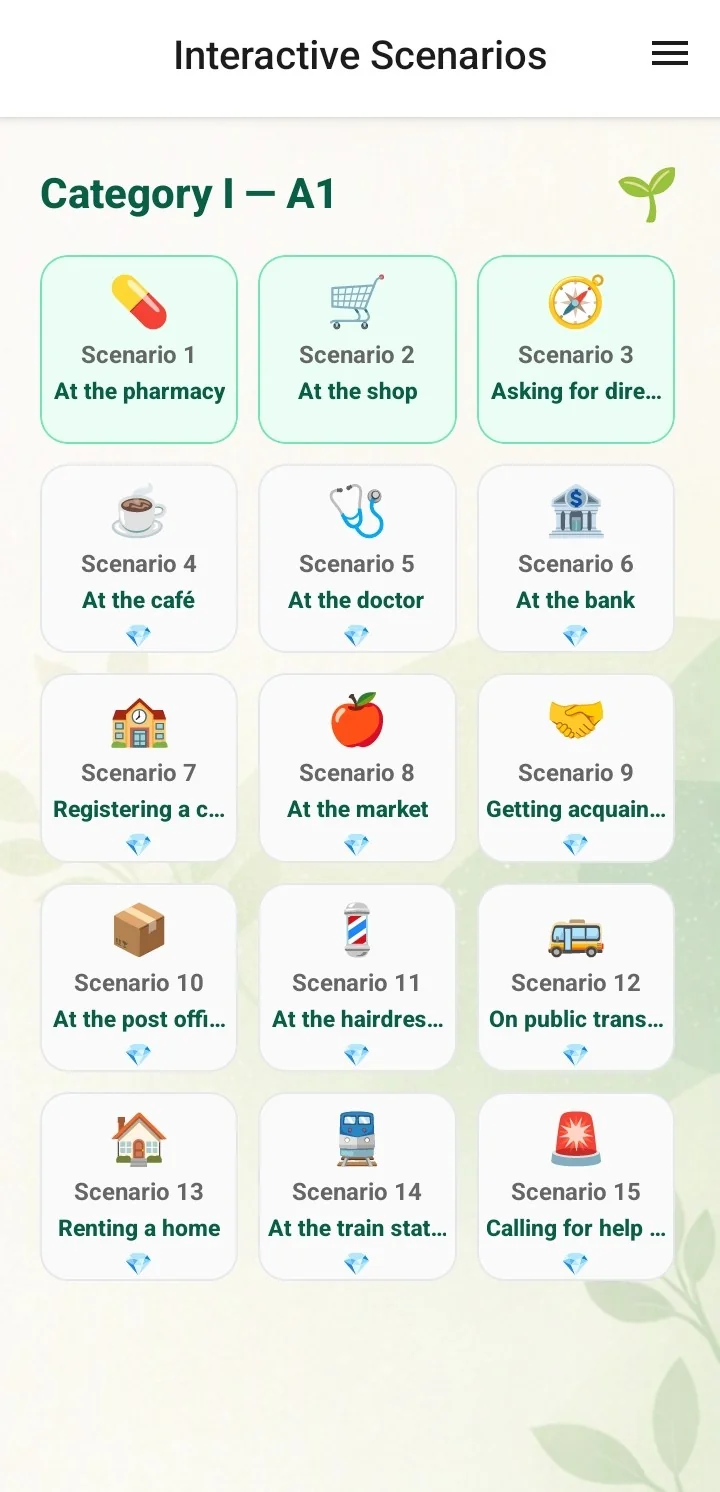 Interactive Scenarios
Category I — A1
Scenario 1
At the pharmacy
Scenario 2
At the shop
Scenario 3
Asking for dire...
Scenario 4
At the café
Scenario 5
At the doctor
Scenario 6
At the bank
Scenario 7
Registering a c...
Scenario 8
At the market
Scenario 9
Getting acquain...
Scenario 10
At the post offi...
Scenario 11
At the hairdres...
Scenario 12
On public trans...
Scenario 13
Renting a home
Scenario 14
At the train stat...
Scenario 15
Calling for help ...